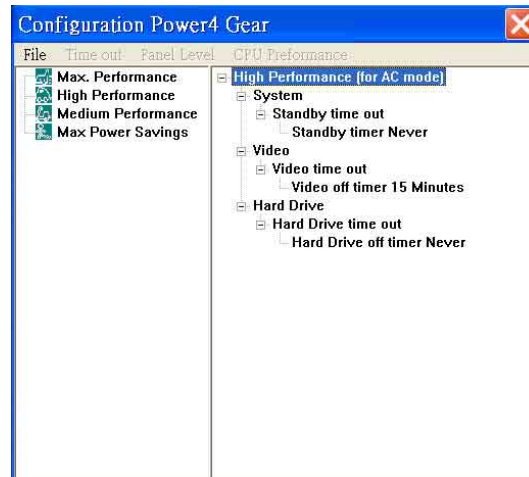 Configuration Power4 Gear
File Time out Panel Level CPU Preformance
Max. Performance
High Performance
Medium Performance
Max Power Savings
High Performance (for AC mode)
System
Standby time out
Standby timer Never
Video
Video time out
Video off timer 15 Minutes
Hard Drive
Hard Drive time out
Hard Drive off timer Never